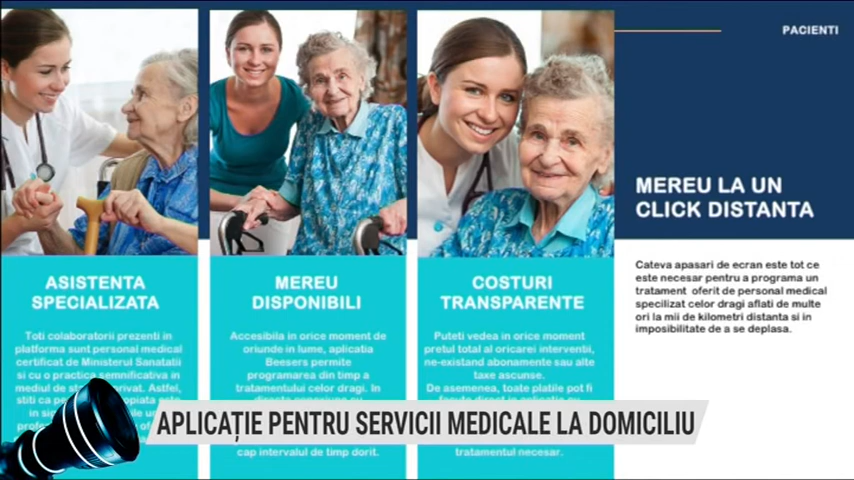 PACIENTI
MEREU LA UN
CLICK DISTANTA
Cateva apasari de ecran este tot ce
este necesar pentru a programa un
tratament oferit de personal medical
specilizat celor dragi aflati de multe
ori la mii de kilometri distanta si in
imposibilitate de a se deplasa.
ASISTENTA
SPECIALIZATA
Toti colaboratorii prezenti in
platforma sunt personal medical
certificat de Ministerul Sanatatii
si cu o practica semnificativa in
mediul de privat. Astfel,
stiti ca este
in
MEREU
DISPONIBILI
Accesibila in orice moment de
oriunde in lume, aplicatia
Beesers permite
programarea din timp a
tratamentului celor dragi. In
cap intervalul de timp dorit.
COSTURI
TRANSPARENTE
Puteti vedea in orice moment
pretul total al oricarei interventii,
ne-existand abonamente sau alte
taxe ascunse.
De asemenea, toate platile pot fi
tratamentul necesar.
APLICAȚIE PENTRU SERVICII MEDICALE LA DOMICILIU